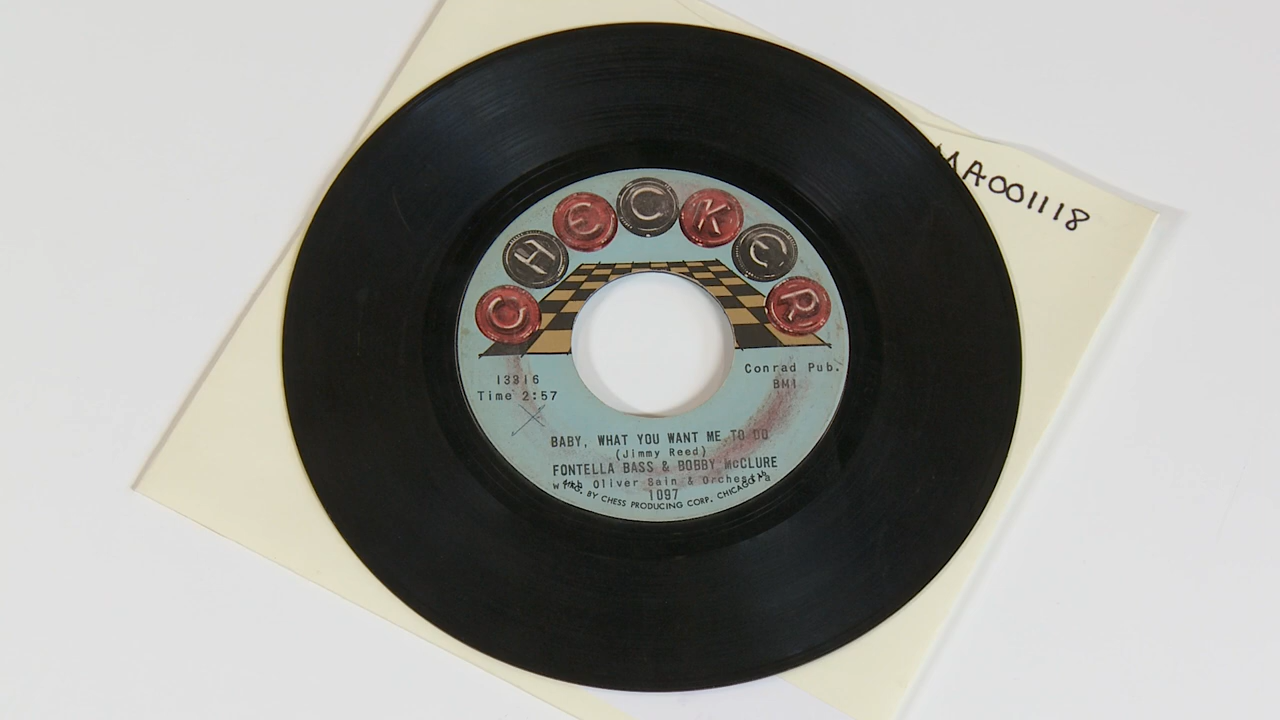 CHECKER
MA001118
13316
Time 2:57
Conrad Pub.
BMI
BABY, WHAT YOU WANT ME TO DO
(Jimmy Reed)
FONTELLA BASS & BOBBY McCLURE
with Oliver Sain & Orchestra
1097
BY CHESS PRODUCING CORP. CHICAGO